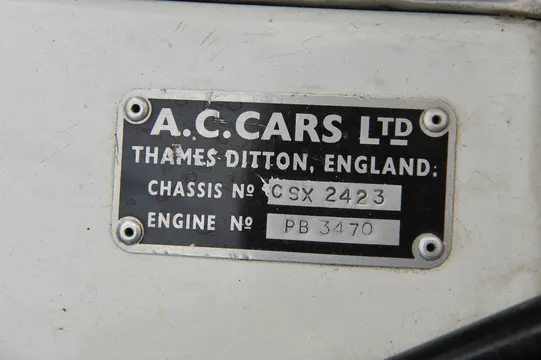 A.C.CARS LTD
THAMES DITTON, ENGLAND:
CHASSIS Nº CSX 2423
ENGINE Nº PB 3470